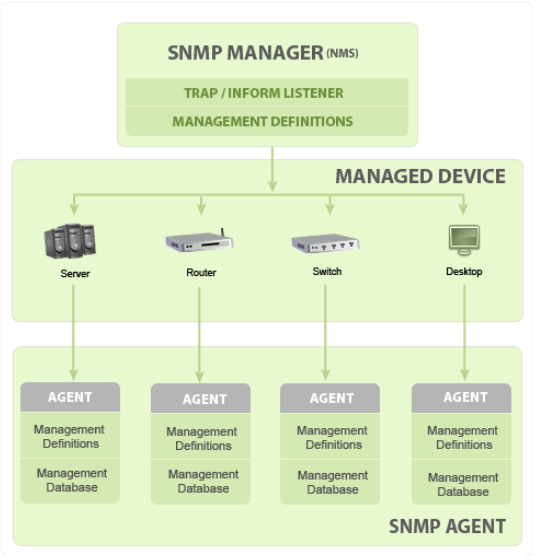 SNMP MANAGER (NMS)
TRAP / INFORM LISTENER
MANAGEMENT DEFINITIONS
MANAGED DEVICE
Server
Router
Switch
Desktop
AGENT
Management
Definitions
Management
Database
AGENT
Management
Definitions
Management
Database
AGENT
Management
Definitions
Management
Database
AGENT
Management
Definitions
Management
Database
SNMP AGENT